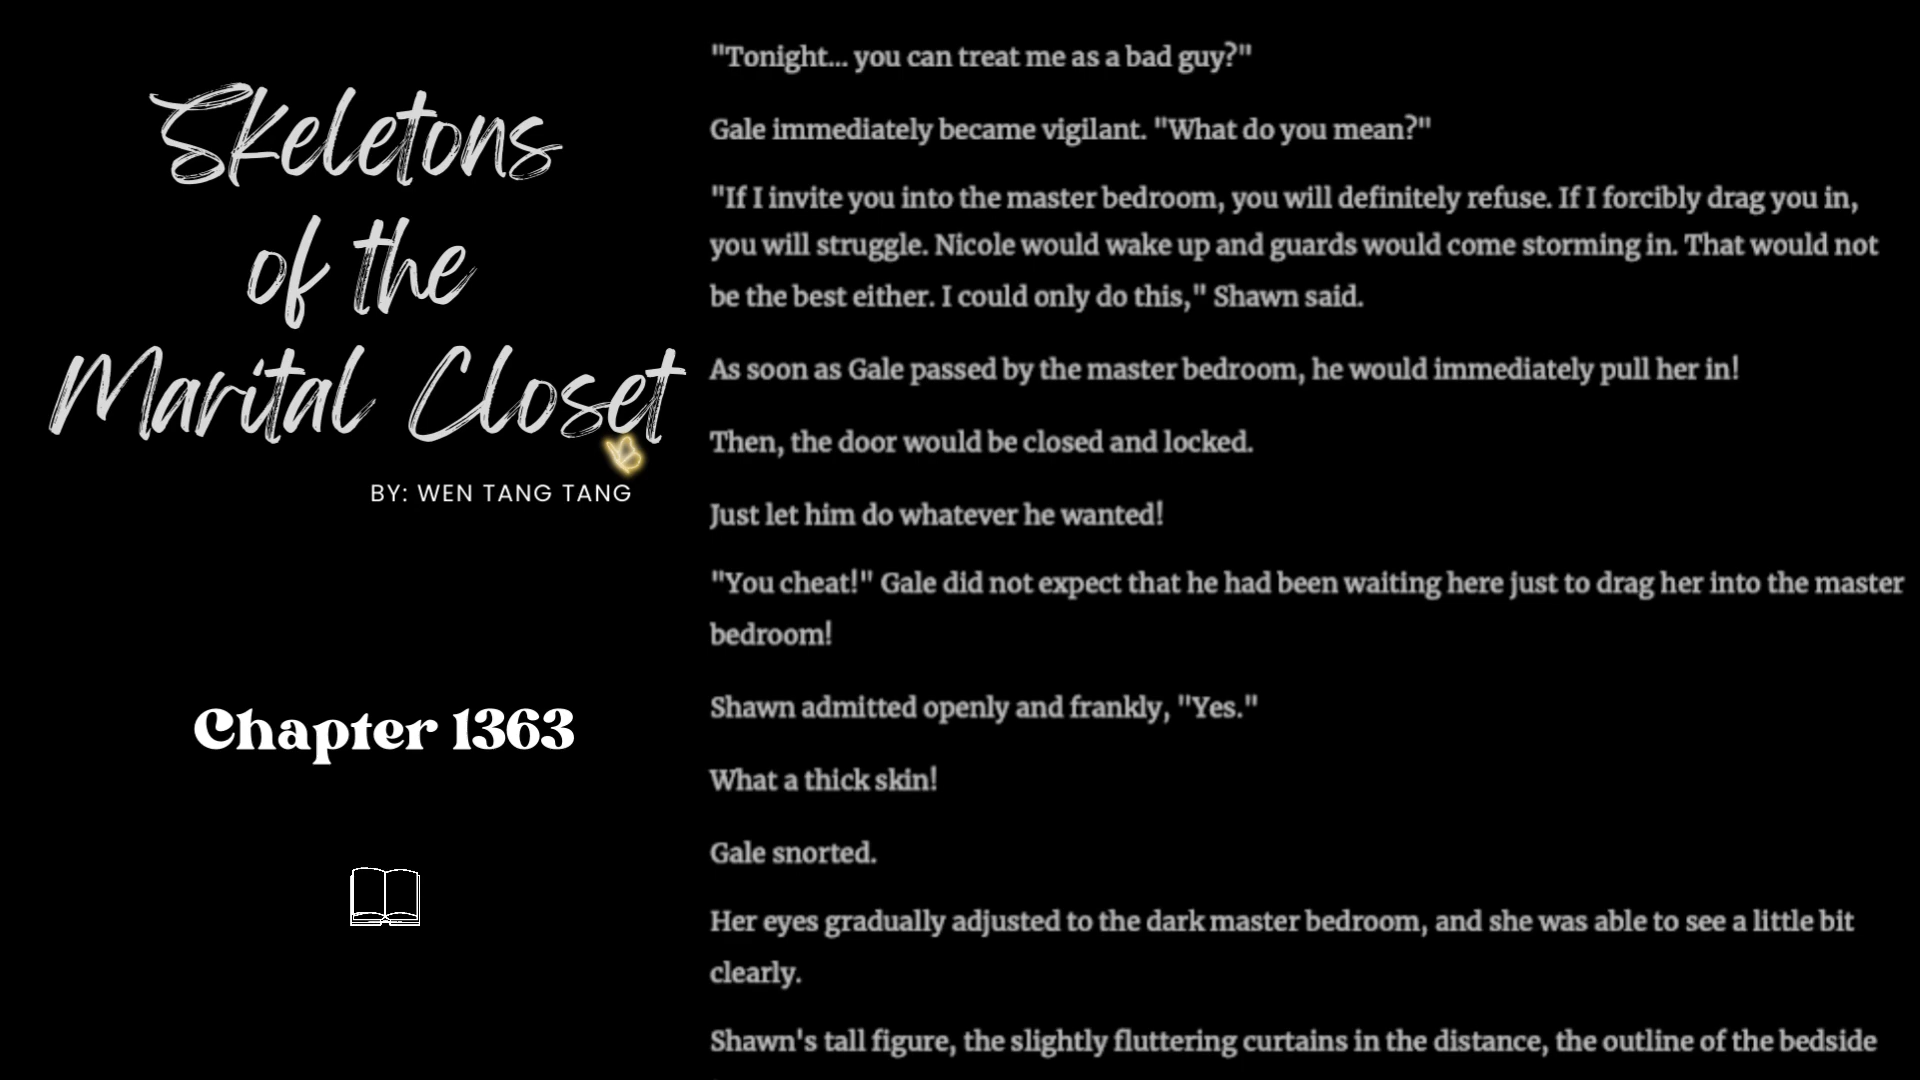 Skeletons
of the
Marital Closet
BY: WEN TANG TANG
Chapter 1363
"Tonight... you can treat me as a bad guy?"
Gale immediately became vigilant. "What do you mean?"
"If I invite you into the master bedroom, you will definitely refuse. If I forcibly drag you in,
you will struggle. Nicole would wake up and guards would come storming in. That would not
be the best either. I could only do this," Shawn said.
As soon as Gale passed by the master bedroom, he would immediately pull her in!
Then, the door would be closed and locked.
Just let him do whatever he wanted!
"You cheat!" Gale did not expect that he had been waiting here just to drag her into the master
bedroom!
Shawn admitted openly and frankly, "Yes."
What a thick skin!
Gale snorted.
Her eyes gradually adjusted to the dark master bedroom, and she was able to see a little bit
clearly.
Shawn's tall figure, the slightly fluttering curtains in the distance, the outline of the bedside